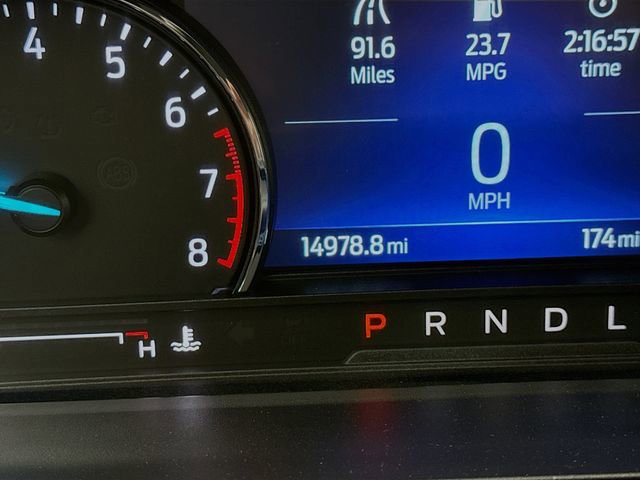 4
5
6
7
8
91.6
Miles
23.7
MPG
2:16:57
time
0
MPH
14978.8 mi
174 mi
ABS
H
P R N D L